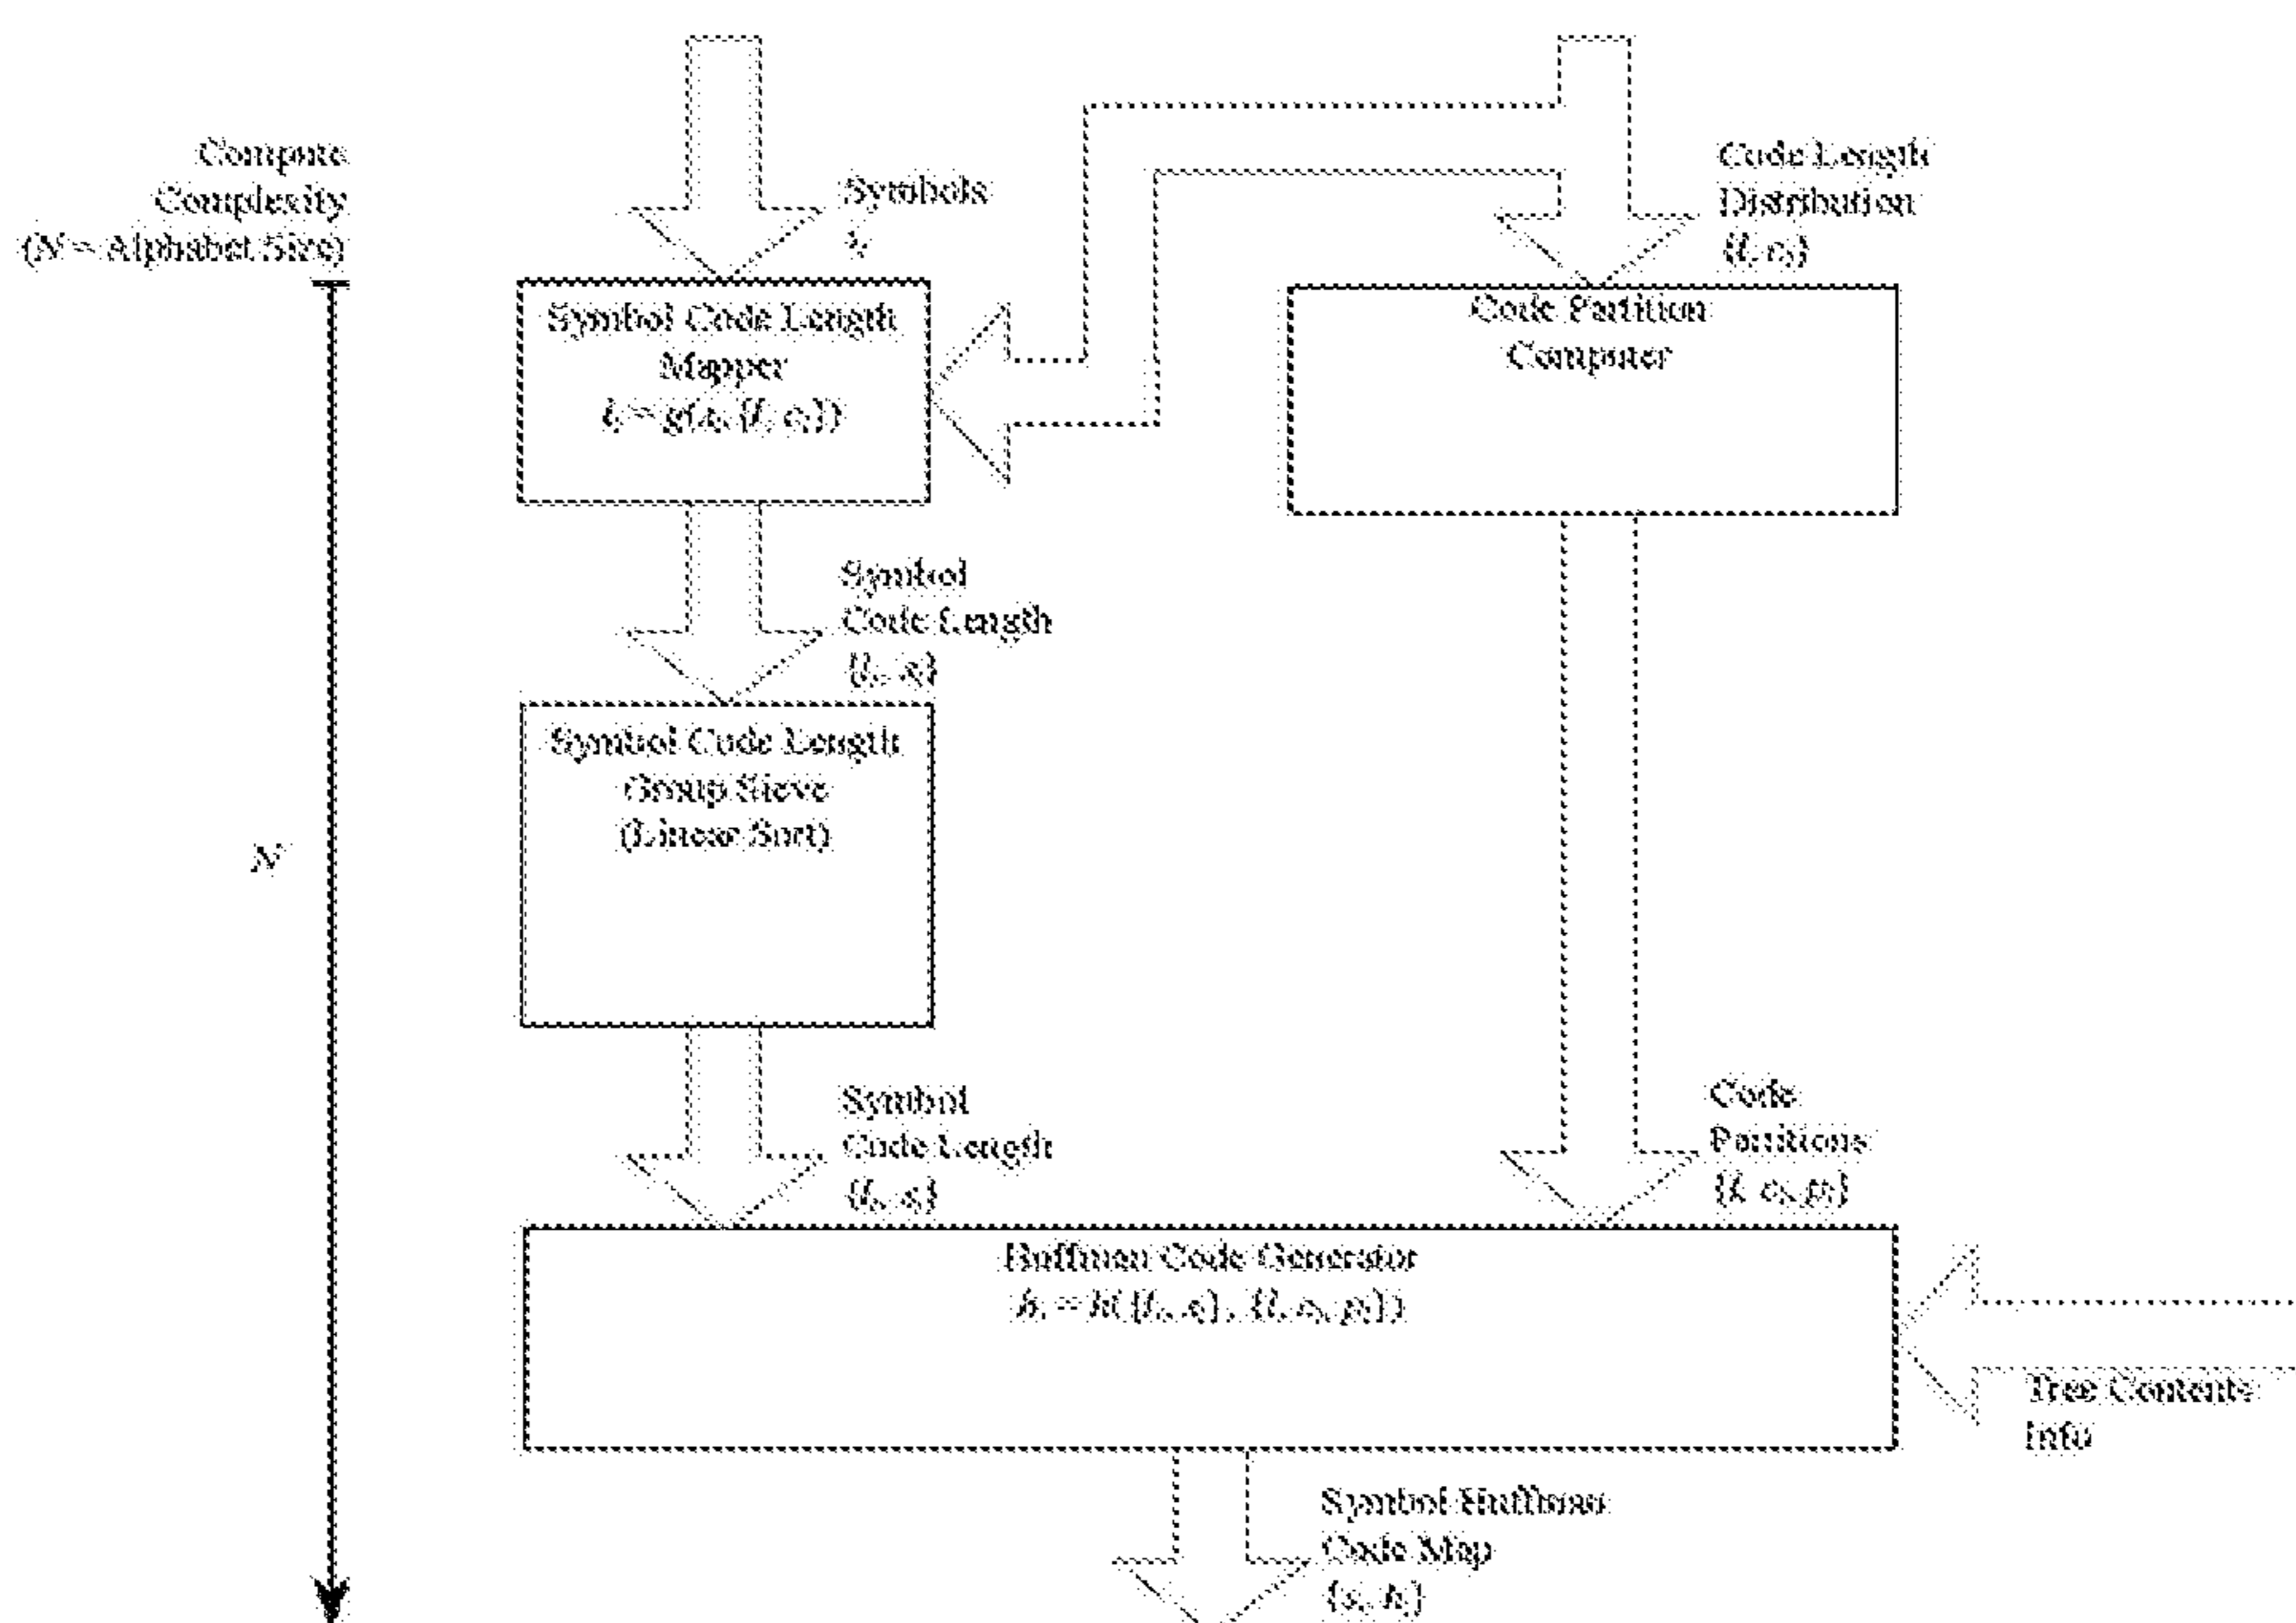 Compute
Complexity
(N = Alphabet Size)
Symbols
Code Length
Distribution
Symbol Code Length
Mapper
Code Partition
Computer
Symbol
Code Length
Symbol Code Length
Group Sieve
(Linear Sort)
N
Symbol
Code Length
Code
Partitions
Huffman Code Generator
Tree Contents
Info
Symbol Huffman
Code Map